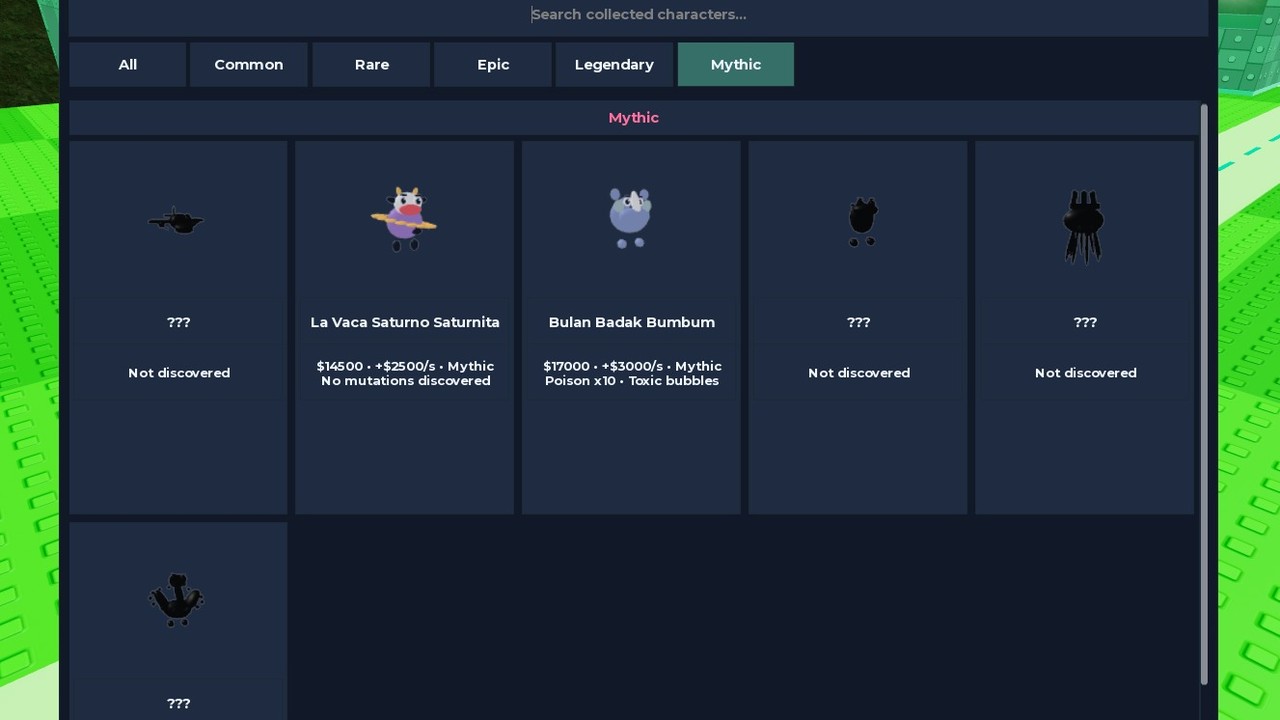 Search collected characters...
All
Common
Rare
Epic
Legendary
Mythic
Mythic
???
La Vaca Saturno Saturnita
Bulan Badak Bumbum
???
???
Not discovered
$14500 • +$2500/s • Mythic
No mutations discovered
$17000 • +$3000/s • Mythic
Poison x10 • Toxic bubbles
Not discovered
Not discovered
???